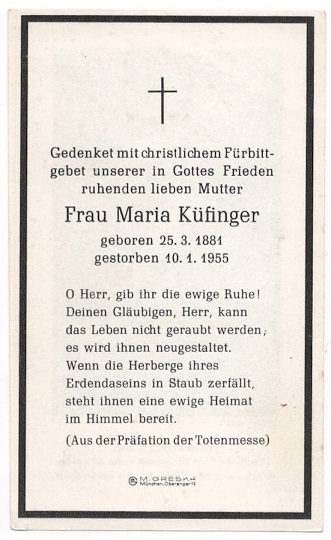 Gedenket mit christlichem Fürbitt-
gebet unserer in Gottes Frieden
ruhenden lieben Mutter
Frau Maria Küfinger
geboren 25. 3. 1881
gestorben 10. 1. 1955
O Herr, gib ihr die ewige Ruhe!
Deinen Gläubigen, Herr, kann
das Leben nicht geraubt werden;
es wird ihnen neugestaltet.
Wenn die Herberge ihres
Erdendaseins in Staub zerfällt,
steht ihnen eine ewige Heimat
im Himmel bereit.
(Aus der Präfation der Totenmesse)
M. GRESKA
München, Oberanger